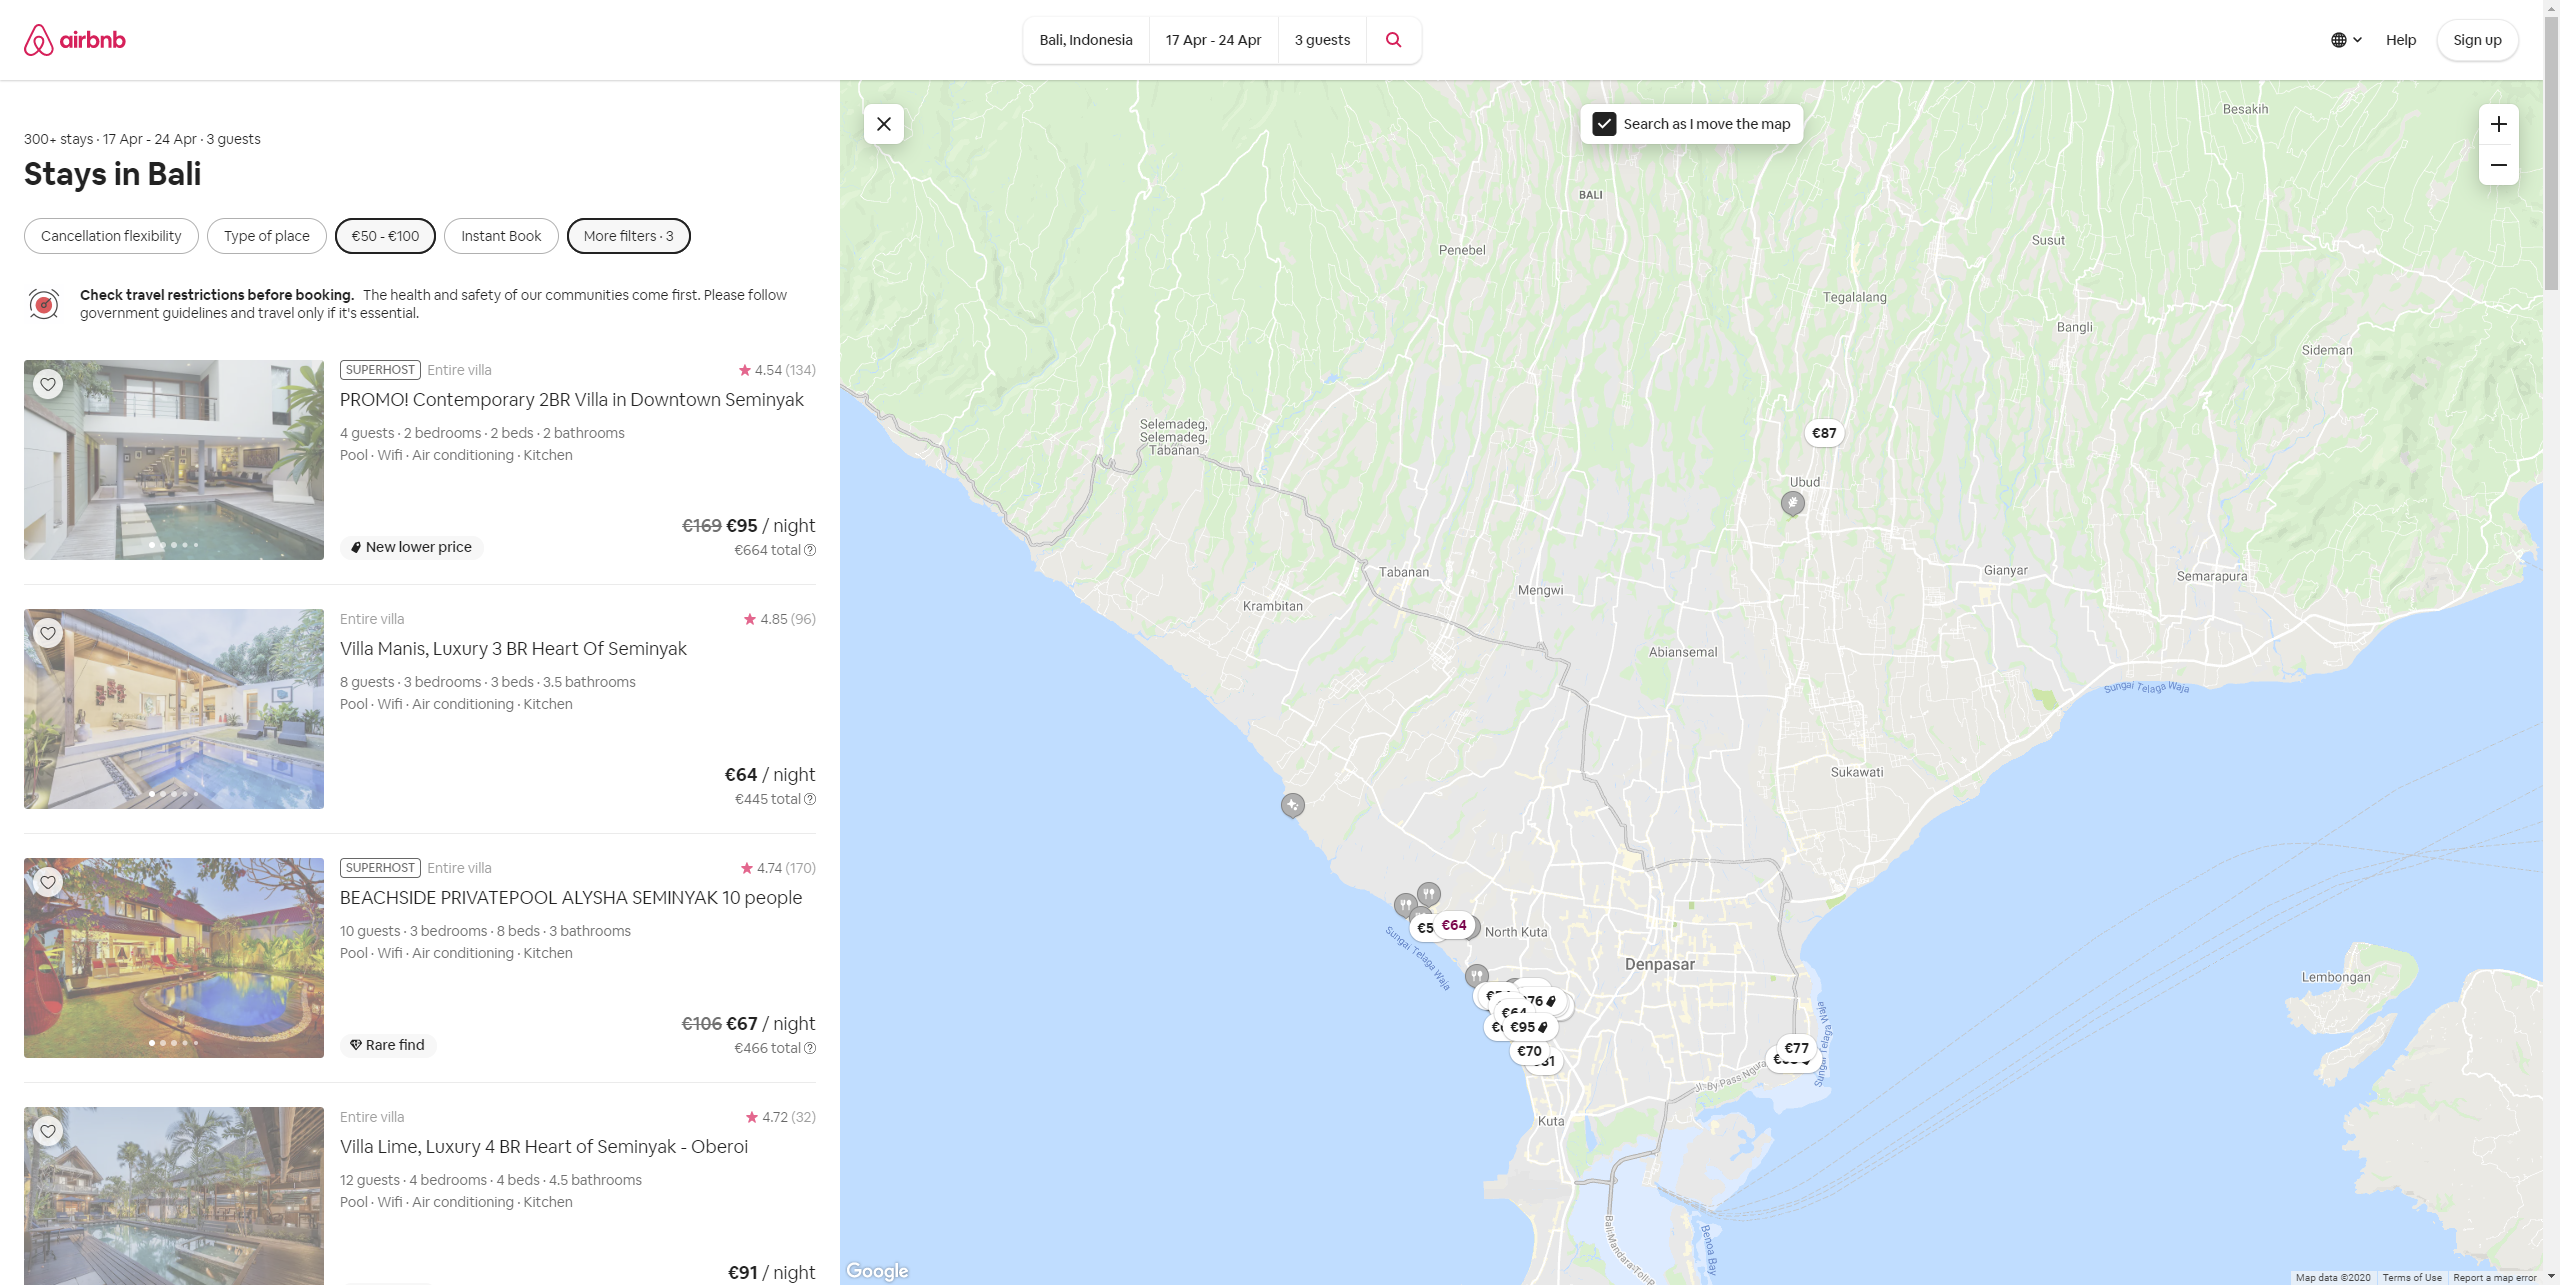 airbnb
Bali, Indonesia
17 Apr - 24 Apr
3 guests
Help
Sign up
300+ stays · 17 Apr - 24 Apr · 3 guests
Stays in Bali
Cancellation flexibility
Type of place
€50 - €100
Instant Book
More filters · 3
Check travel restrictions before booking. The health and safety of our communities come first. Please follow
government guidelines and travel only if it's essential.
SUPERHOST Entire villa
4.54 (134)
PROMO! Contemporary 2BR Villa in Downtown Seminyak
4 guests · 2 bedrooms · 2 beds · 2 bathrooms
Pool · Wifi · Air conditioning · Kitchen
€169 €95 / night
New lower price
€664 total
Entire villa
4.85 (96)
Villa Manis, Luxury 3 BR Heart Of Seminyak
8 guests · 3 bedrooms · 3 beds · 3.5 bathrooms
Pool · Wifi · Air conditioning · Kitchen
€64 / night
€445 total
SUPERHOST Entire villa
4.74 (170)
BEACHSIDE PRIVATEPOOL ALYSHA SEMINYAK 10 people
10 guests · 3 bedrooms · 8 beds · 3 bathrooms
Pool · Wifi · Air conditioning · Kitchen
€106 €67 / night
Rare find
€466 total
Entire villa
4.72 (32)
Villa Lime, Luxury 4 BR Heart of Seminyak - Oberoi
12 guests · 4 bedrooms · 4 beds · 4.5 bathrooms
Pool · Wifi · Air conditioning · Kitchen
€91 / night
Search as I move the map
Besakih
BALI
Penebel
Susut
Tegalalang
Bangli
Sideman
Selemadeg,
Selemadeg,
Tabanan
€87
Ubud
Tabanan
Gianyar
Semarapura
Mengwi
Krambitan
Abiansemal
Sungai Telaga Waja
Sukawati
€64
North Kuta
Sungai Telaga Waja
Denpasar
Lembongan
€64
€95
€70
€77
Sungai Telaga Waja
Jl. By Pass Ngura
Kuta
Bali Mandara Toll R
Benoa Bay
Google
Map data ©2020
Terms of Use
Report a map error